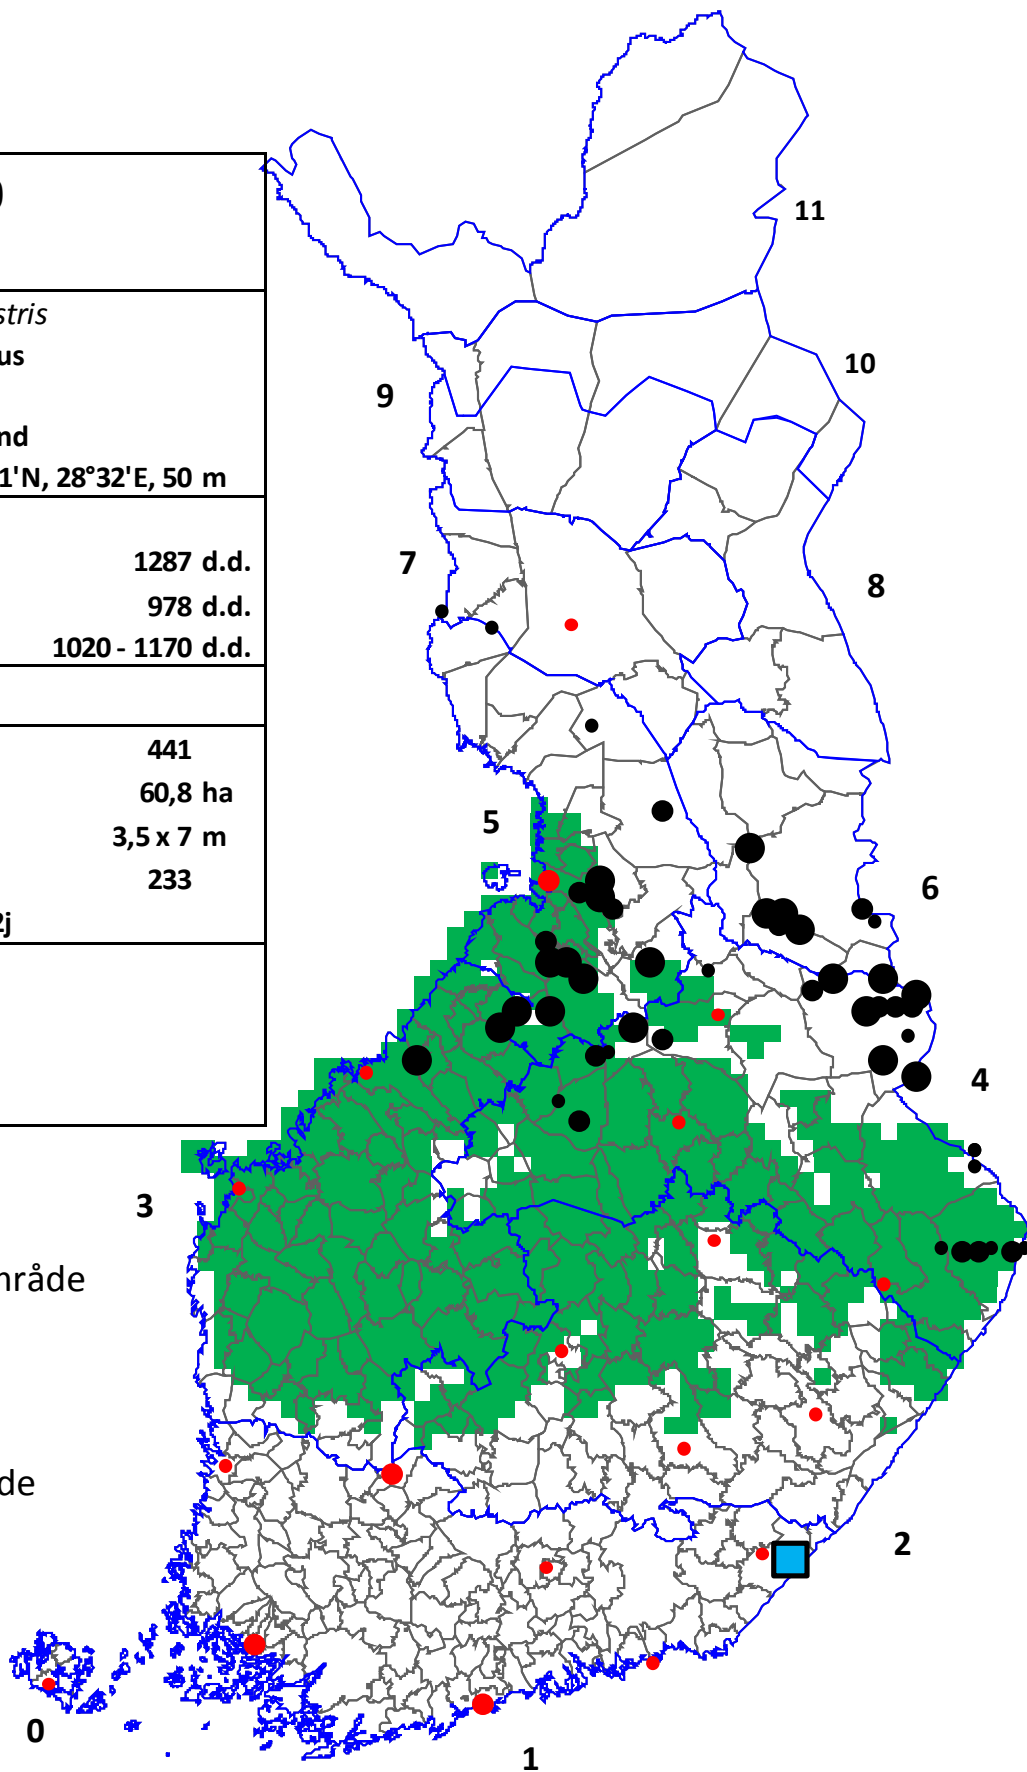 )
stris
us
nd
1'N, 28°32'E, 50 m
1287 d.d.
978 d.d.
1020 - 1170 d.d.
441
60,8 ha
3,5 x 7 m
233
2j
mråde
de
11
10
9
8
7
6
5
4
3
2
1
0